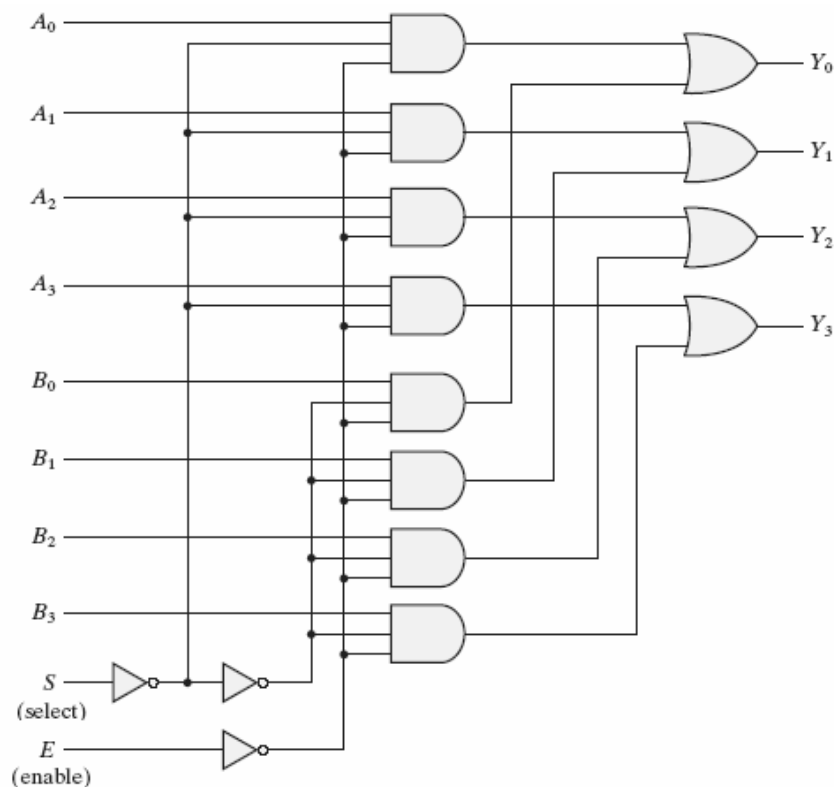 A₀
Y₀
A₁
Y₁
A₂
Y₂
A₃
Y₃
B₀
B₁
B₂
B₃
S
(select)
E
(enable)